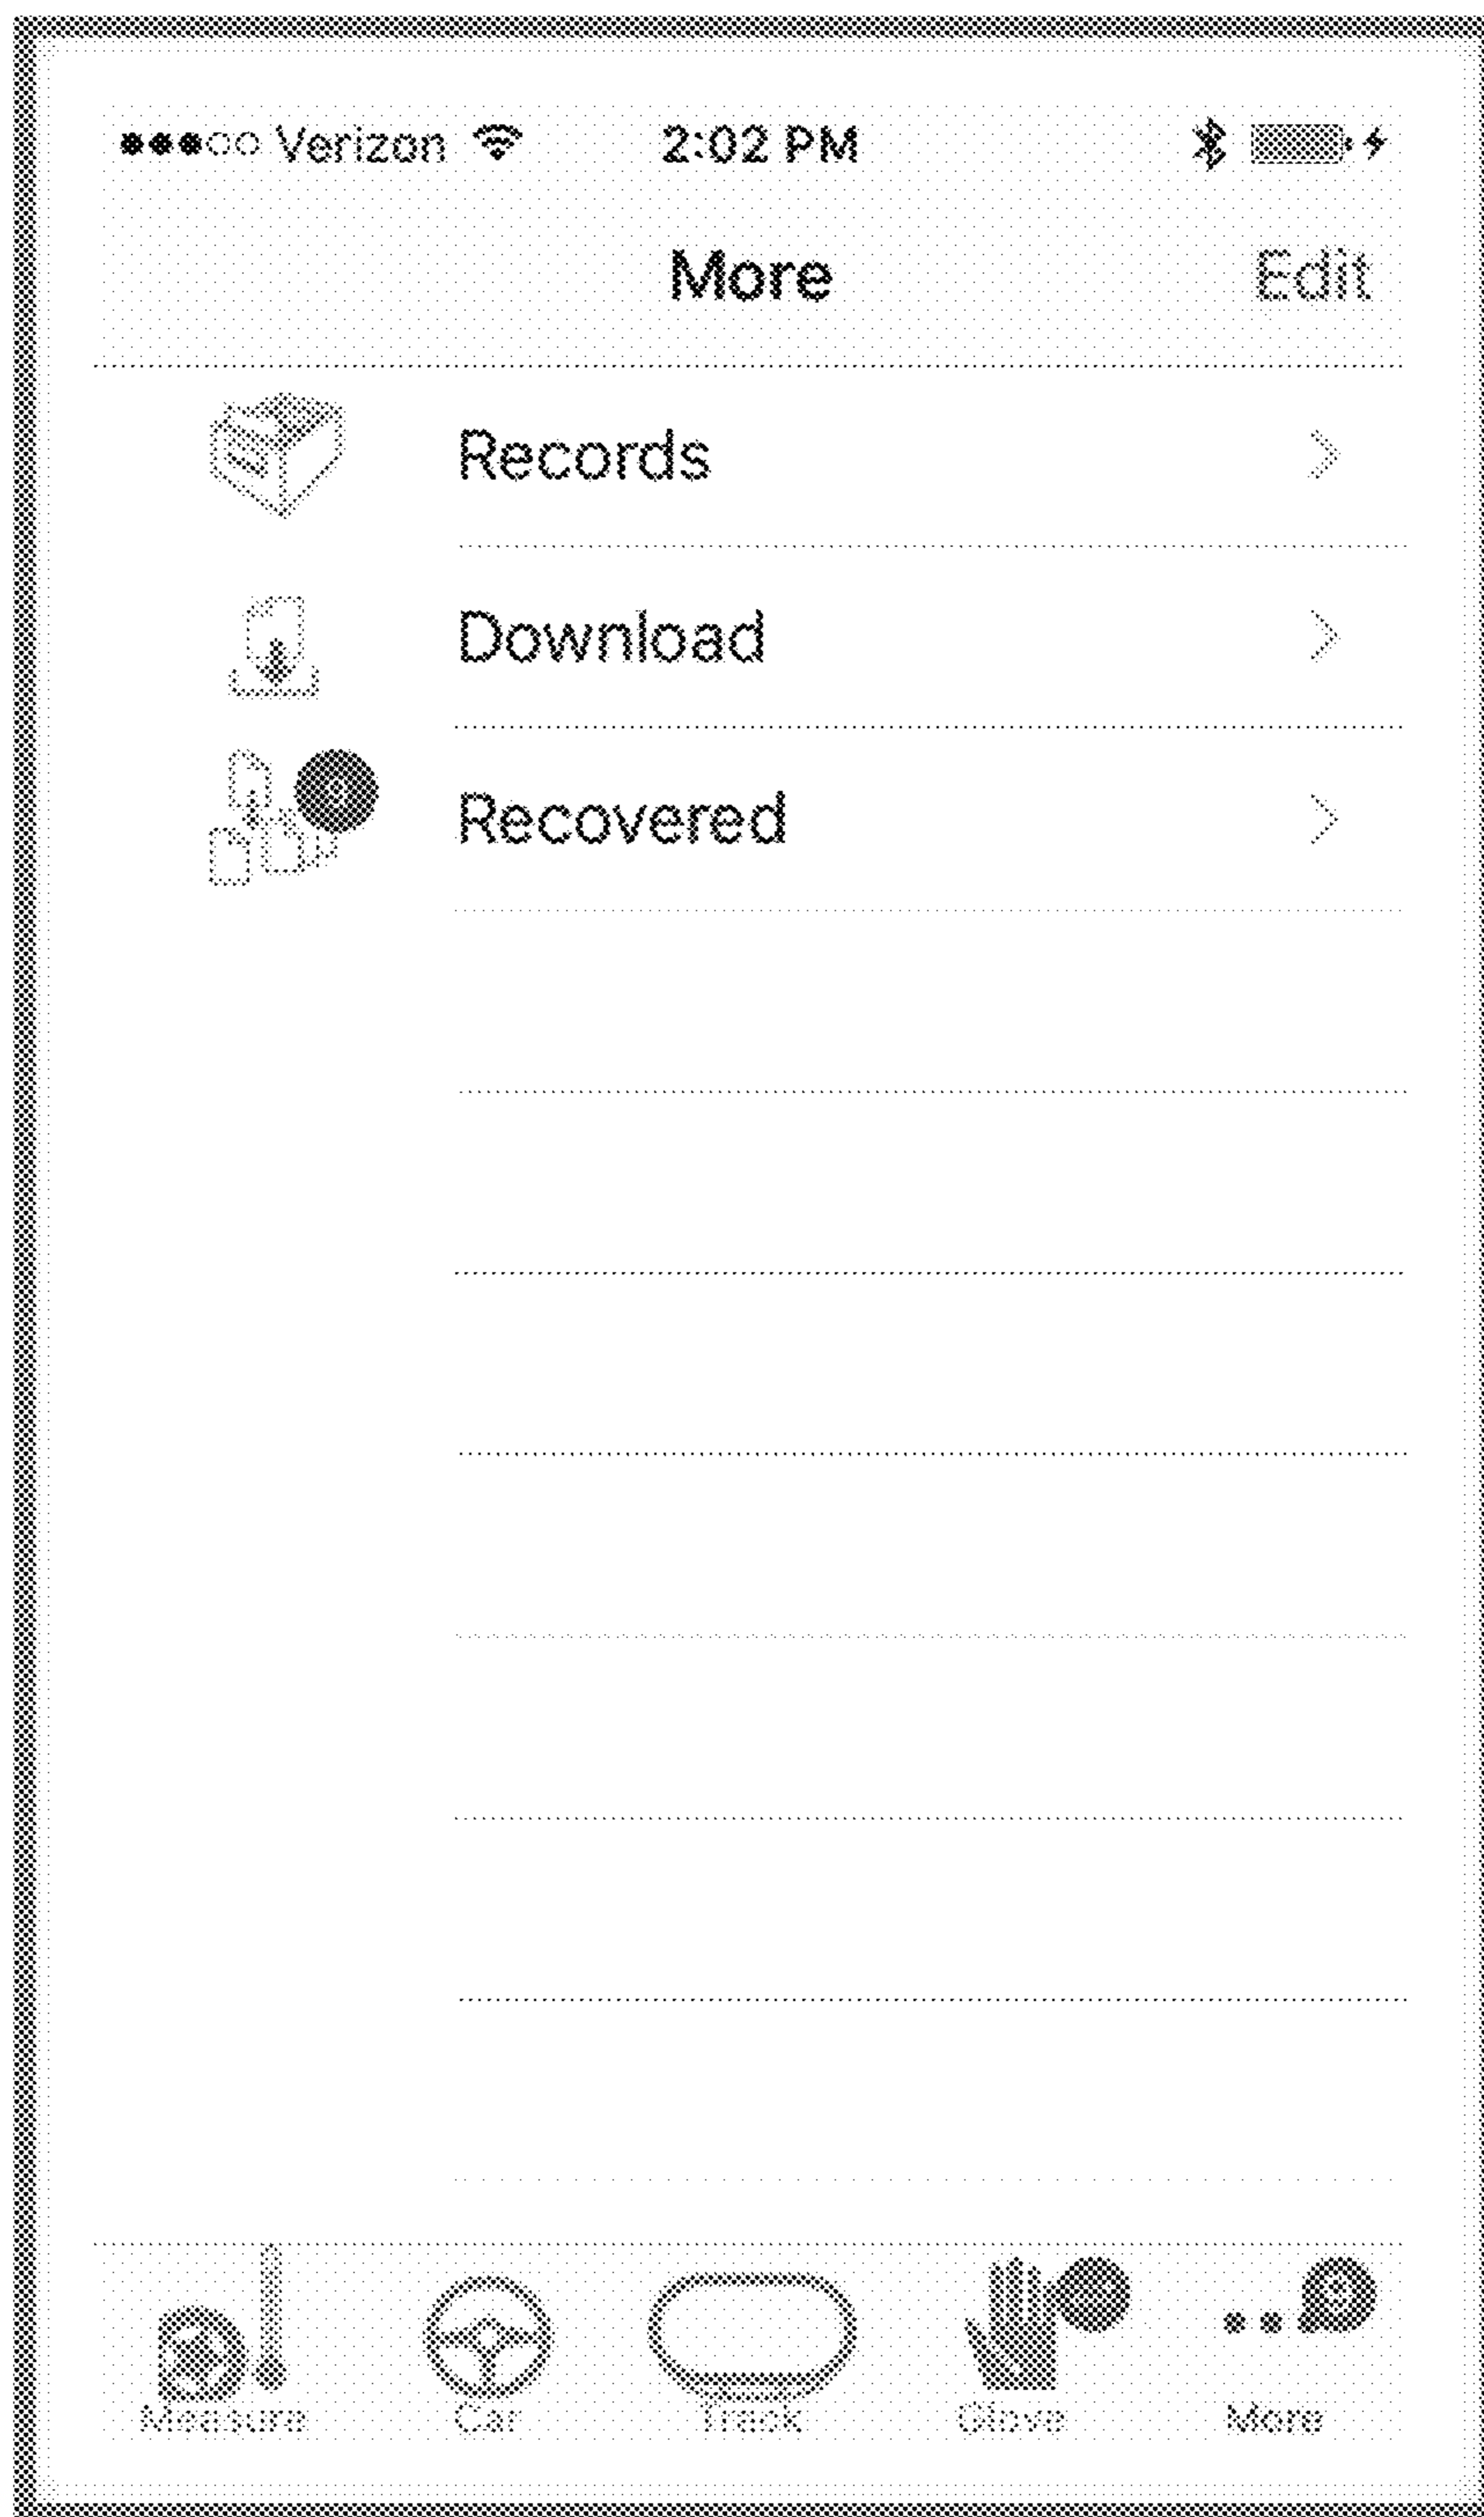 Verizon 2:02 PM
More Edit
Records
Download
Recovered
Measure Car Track Glove More